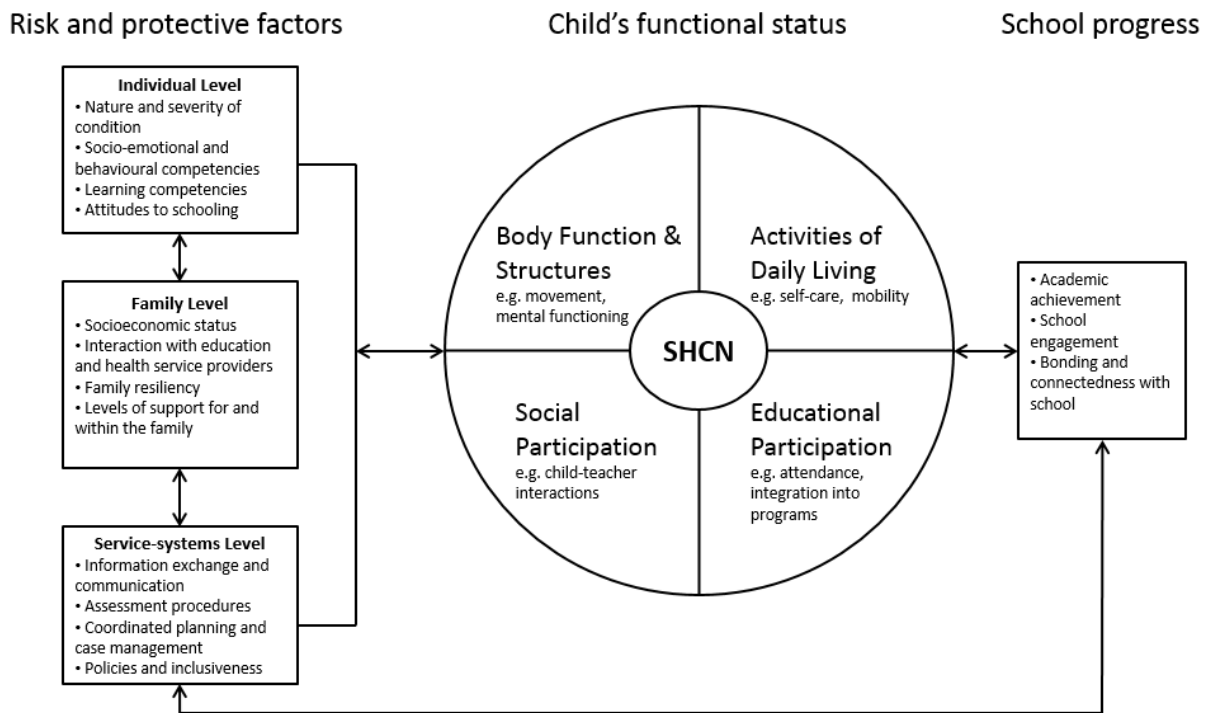 Risk and protective factors
Child's functional status
School progress
Individual Level
• Nature and severity of
condition
• Socio-emotional and
behavioural competencies
• Learning competencies
• Attitudes to schooling
Family Level
• Socioeconomic status
• Interaction with education
and health service providers
• Family resiliency
• Levels of support for and
within the family
Service-systems Level
• Information exchange and
communication
• Assessment procedures
• Coordinated planning and
case management
• Policies and inclusiveness
Body Function &
Structures
e.g. movement,
mental functioning
Activities of
Daily Living
e.g. self-care, mobility
SHCN
Social
Participation
e.g. child-teacher
interactions
Educational
Participation
e.g. attendance,
integration into
programs
• Academic
achievement
• School
engagement
• Bonding and
connectedness with
school